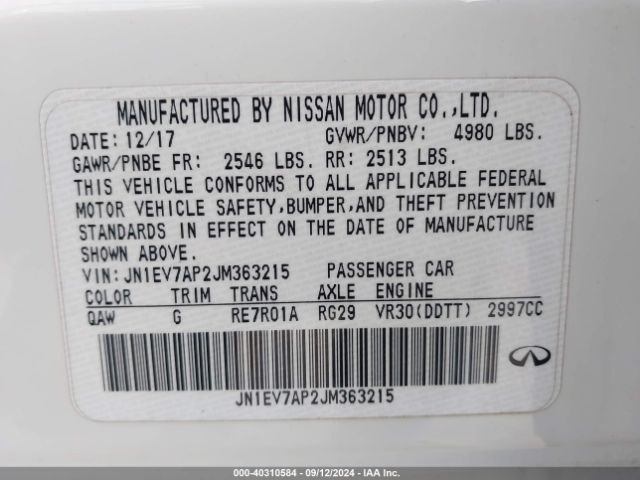 MANUFACTURED BY NISSAN MOTOR CO.,LTD.
DATE: 12/17 GVWR/PNBV: 4980 LBS.
GAWR/PNBE FR: 2546 LBS. RR: 2513 LBS.
THIS VEHICLE CONFORMS TO ALL APPLICABLE FEDERAL
MOTOR VEHICLE SAFETY,BUMPER,AND THEFT PREVENTION
STANDARDS IN EFFECT ON THE DATE OF MANUFACTURE
SHOWN ABOVE.
VIN: JN1EV7AP2JM363215 PASSENGER CAR
COLOR TRIM TRANS AXLE ENGINE
QAW G RE7R01A RG29 VR30(DDTT) 2997CC
JN1EV7AP2JM363215
000-40310584 - 09/12/2024 - IAA Inc.